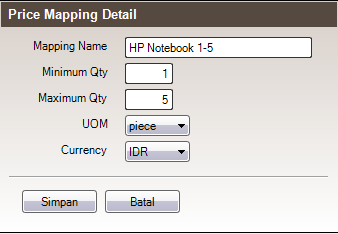 Price Mapping Detail
Mapping Name HP Notebook 1-5
Minimum Qty 1
Maximum Qty 5
UOM piece
Currency IDR
Simpan Batal